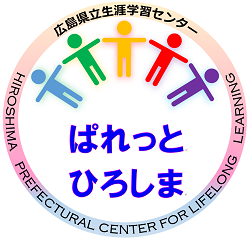 広島県立生涯学習センター
ぱれっと
ひろしま
HIROSHIMA PREFECTURAL CENTER FOR LIFELONG LEARNING